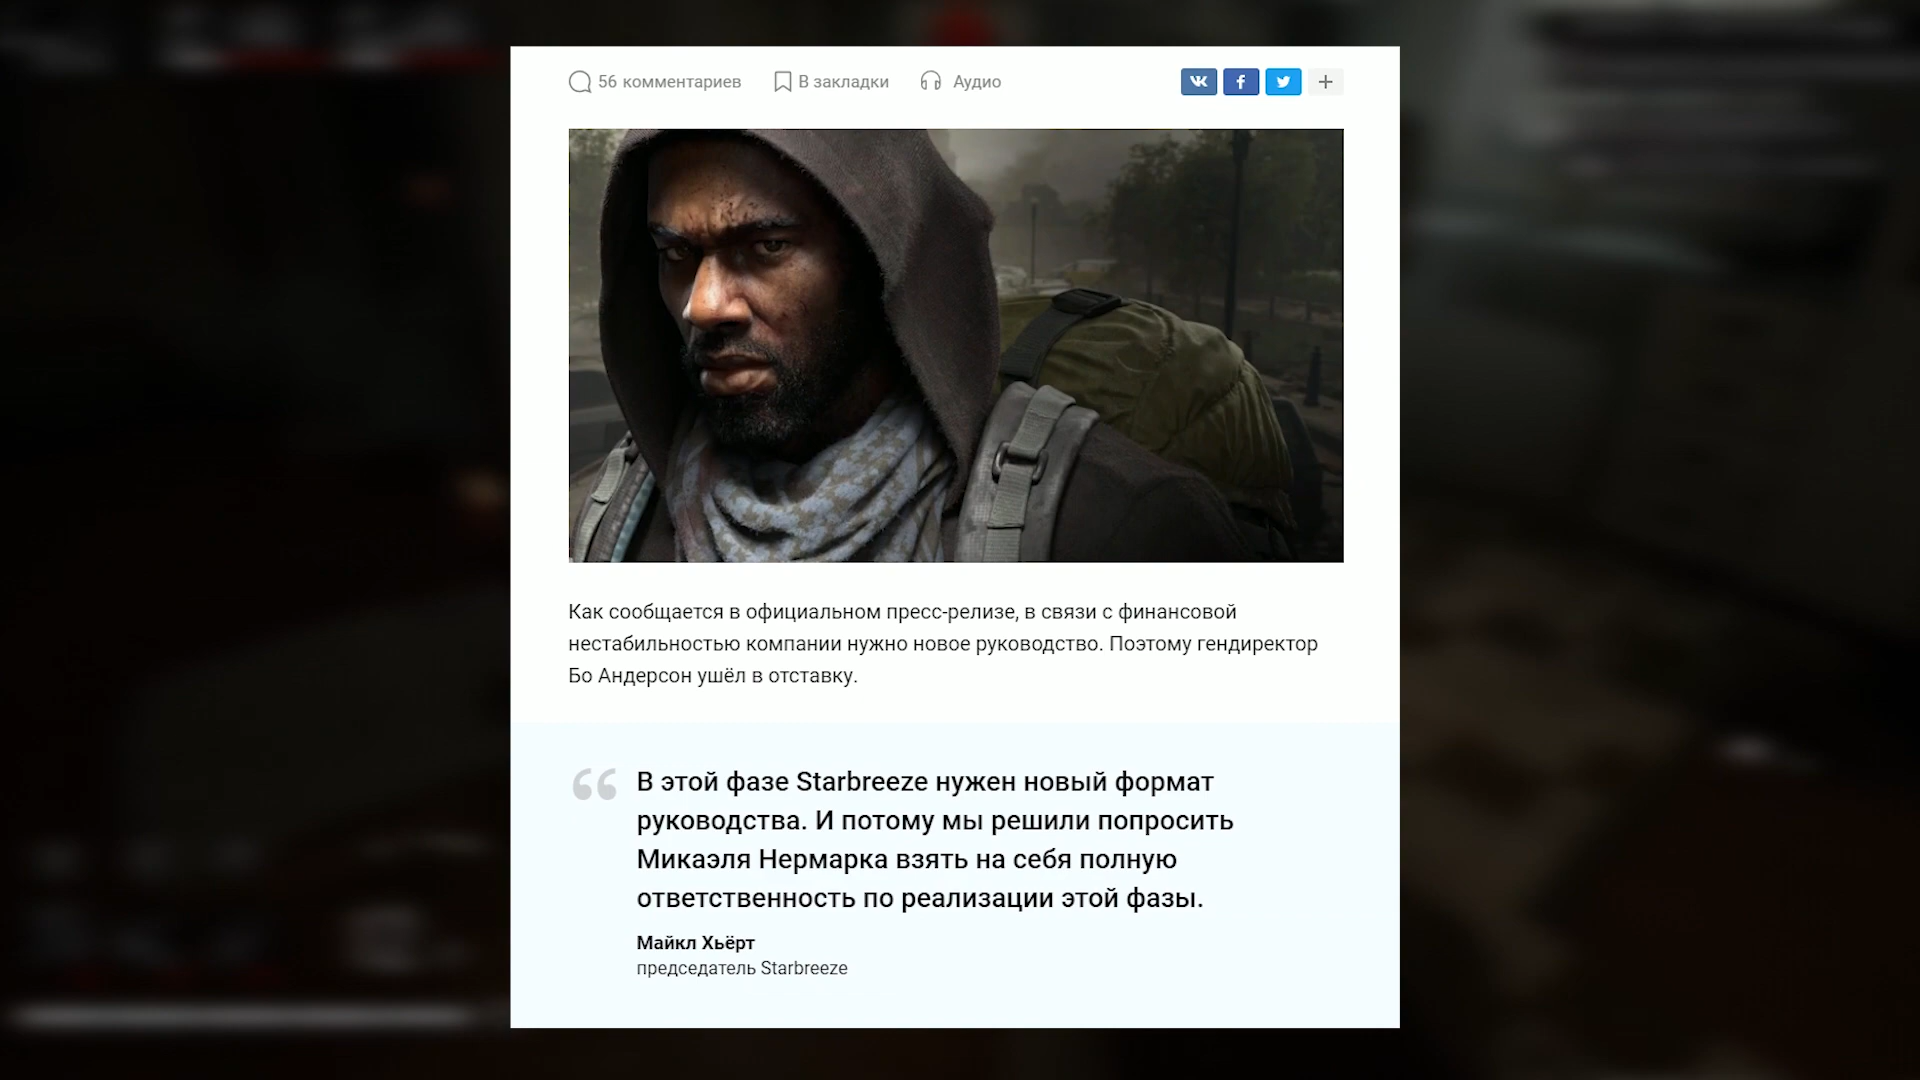 56 комментариев В закладки Аудио
Как сообщается в официальном пресс-релизе, в связи с финансовой
нестабильностью компании нужно новое руководство. Поэтому гендиректор
Бо Андерсон ушёл в отставку.
“ В этой фазе Starbreeze нужен новый формат
руководства. И потому мы решили попросить
Микаэля Нермарка взять на себя полную
ответственность по реализации этой фазы.
Майкл Хьёрт
председатель Starbreeze